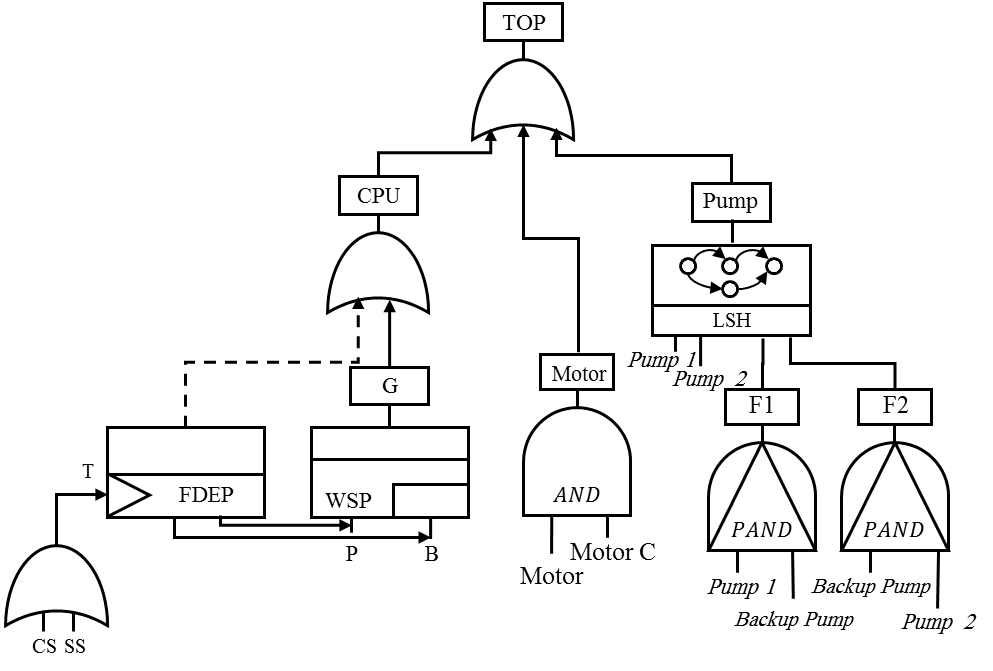 TOP
CPU
Pump
LSH
Pump 1
Pump 2
Motor
G
F1
F2
T
FDEP
WSP
AND
PAND
PAND
P
B
Motor C
Motor
Pump 1
Backup Pump
Backup Pump
Pump 2
CS SS